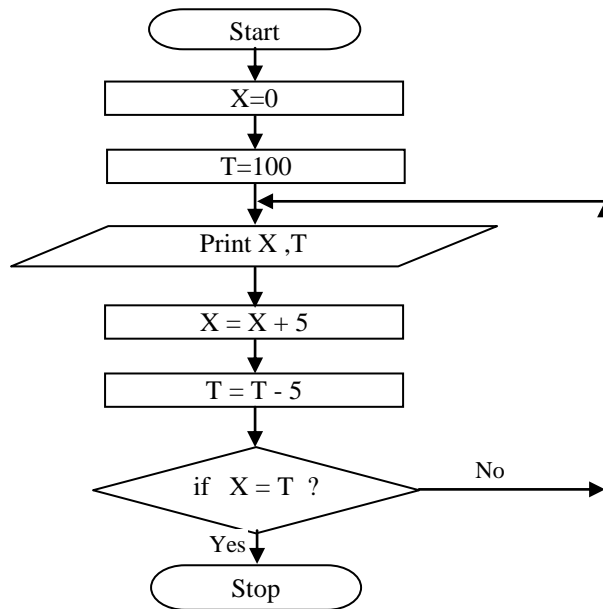 Start
X=0
T=100
Print X ,T
X = X + 5
T = T - 5
if X = T ?
No
Yes
Stop